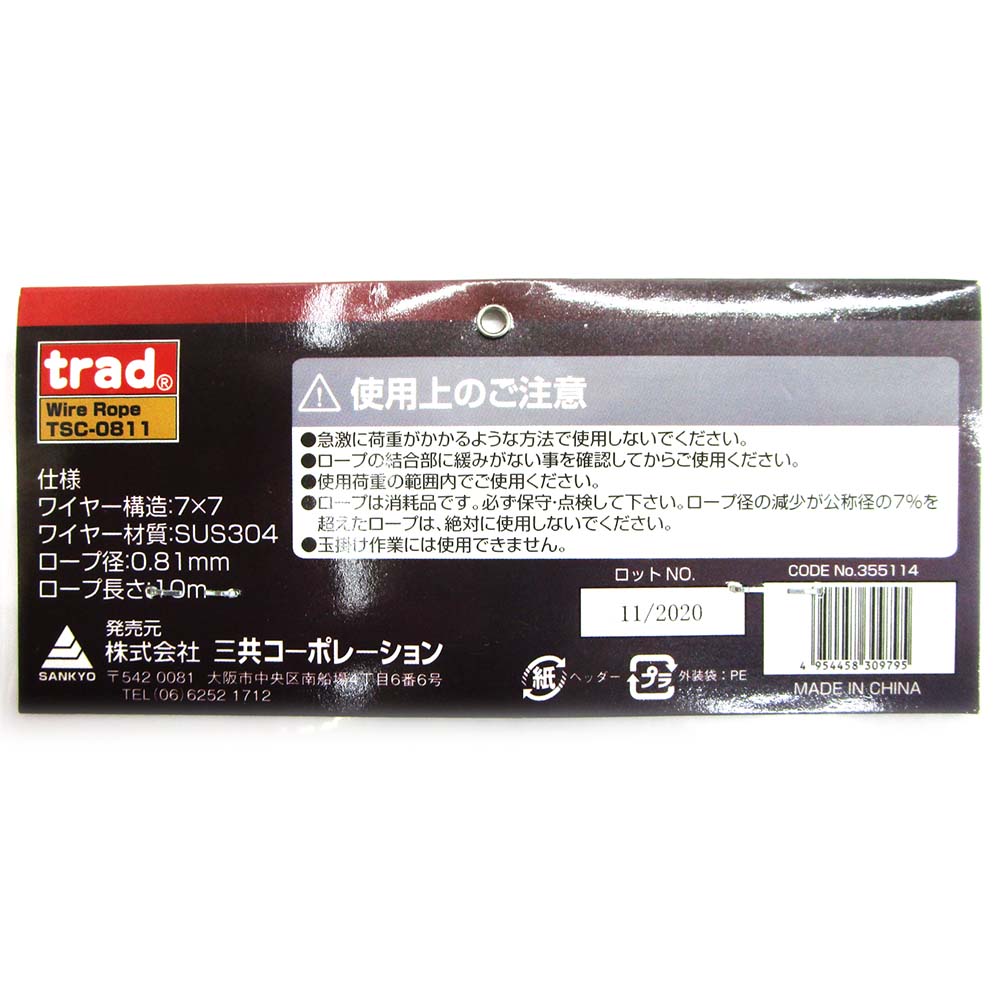 trad®
Wire Rope
TSC-0811
仕様
ワイヤー構造:7×7
ワイヤー材質:SUS304
ロープ径:0.81mm
ロープ長さ:10m
⚠ 使用上のご注意
●急激に荷重がかかるような方法で使用しないでください。
●ロープの結合部に緩みがない事を確認してからご使用ください。
●使用荷重の範囲内でご使用ください。
●ロープは消耗品です。必ず保守・点検して下さい。ロープ径の減少が公称径の7%を
超えたロープは、絶対に使用しないでください。
●玉掛け作業には使用できません。
発売元
株式会社 三共コーポレーション
SANKYO
〒542 0081 大阪市中央区南船場4丁目6番6号
TEL(06)6252 1712
ロットNO.
11/2020
CODE No.355114
4 954458 309795
紙 ヘッダー
プラ 外装袋:PE
MADE IN CHINA